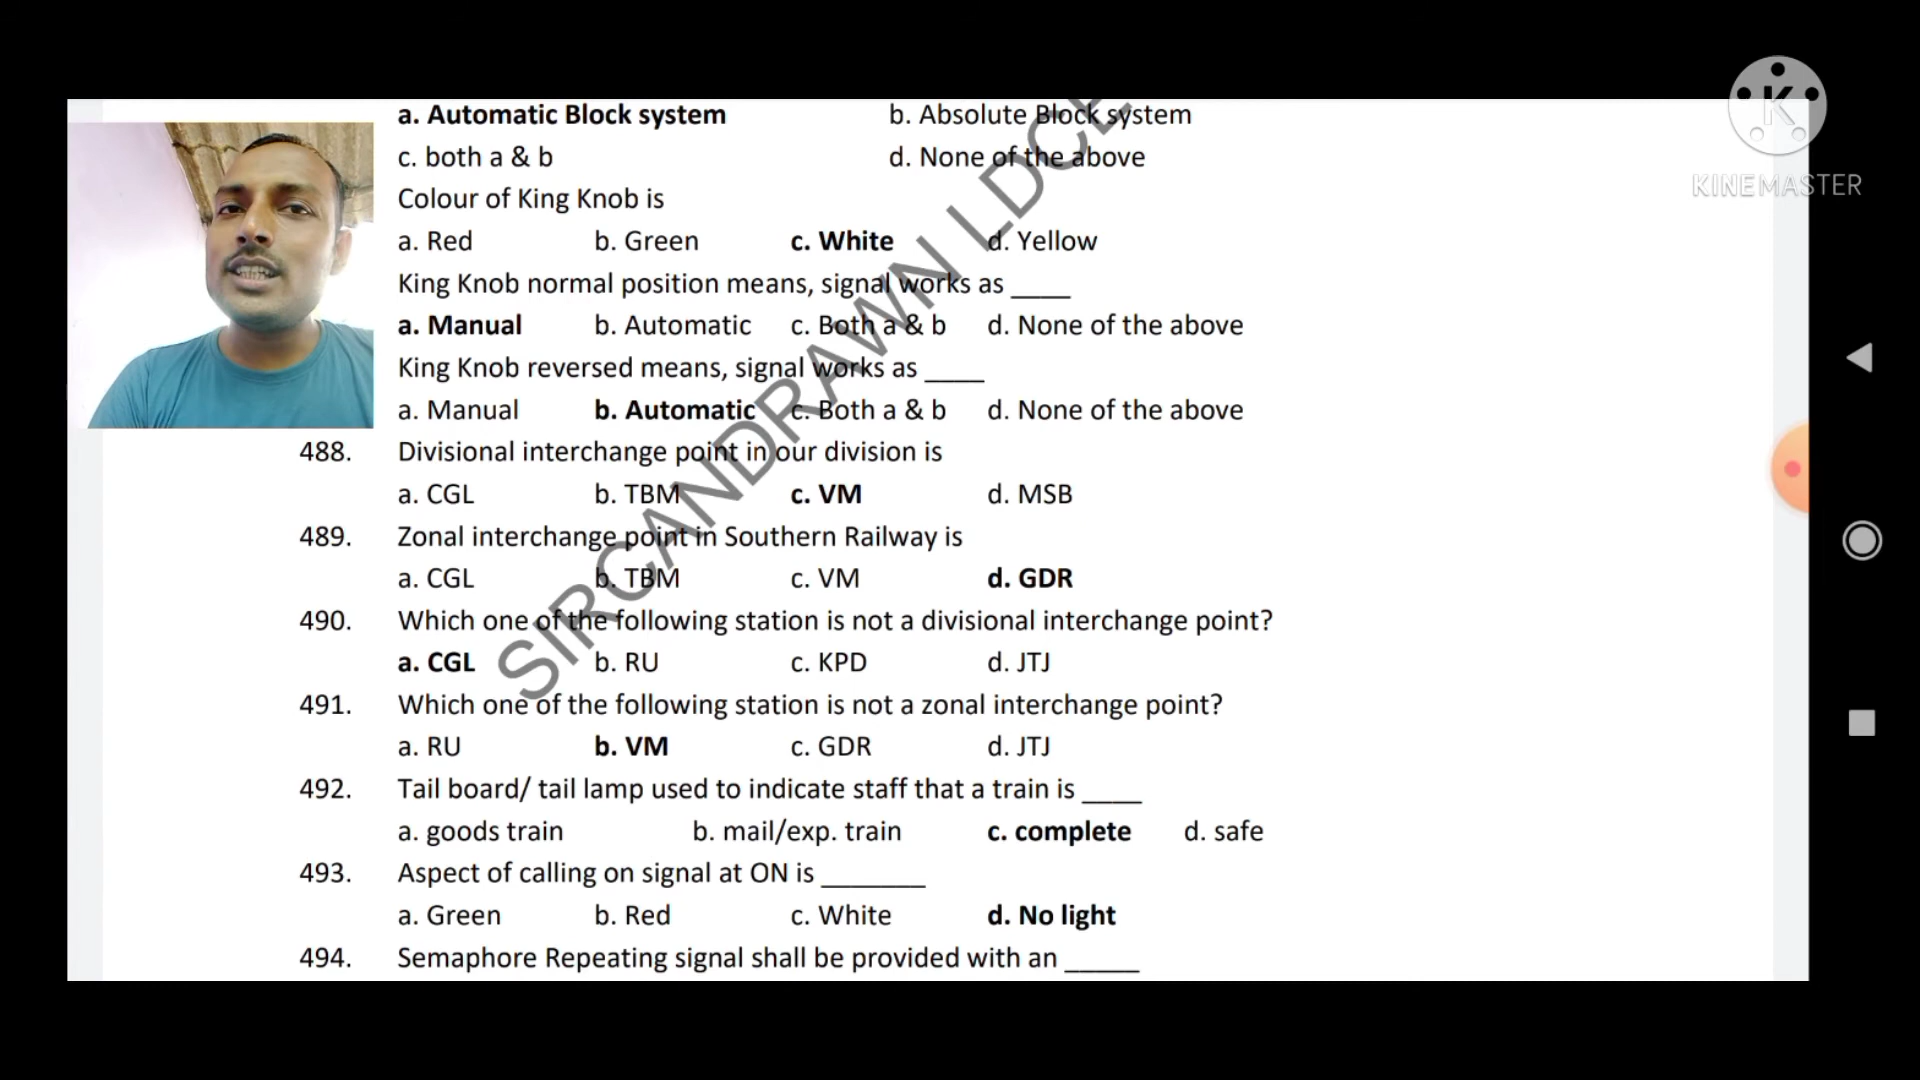 a. Automatic Block system b. Absolute Block system
c. both a & b d. None of the above
Colour of King Knob is
a. Red b. Green c. White d. Yellow
King Knob normal position means, signal works as ____
a. Manual b. Automatic c. Both a & b d. None of the above
King Knob reversed means, signal works as ____
a. Manual b. Automatic c. Both a & b d. None of the above
488. Divisional interchange point in our division is
a. CGL b. TBM c. VM d. MSB
489. Zonal interchange point in Southern Railway is
a. CGL b. TBM c. VM d. GDR
490. Which one of the following station is not a divisional interchange point?
a. CGL b. RU c. KPD d. JTJ
491. Which one of the following station is not a zonal interchange point?
a. RU b. VM c. GDR d. JTJ
492. Tail board/ tail lamp used to indicate staff that a train is ____
a. goods train b. mail/exp. train c. complete d. safe
493. Aspect of calling on signal at ON is _______
a. Green b. Red c. White d. No light
494. Semaphore Repeating signal shall be provided with an _____
SIRCANDRAWN LDCE
K
KINEMASTER